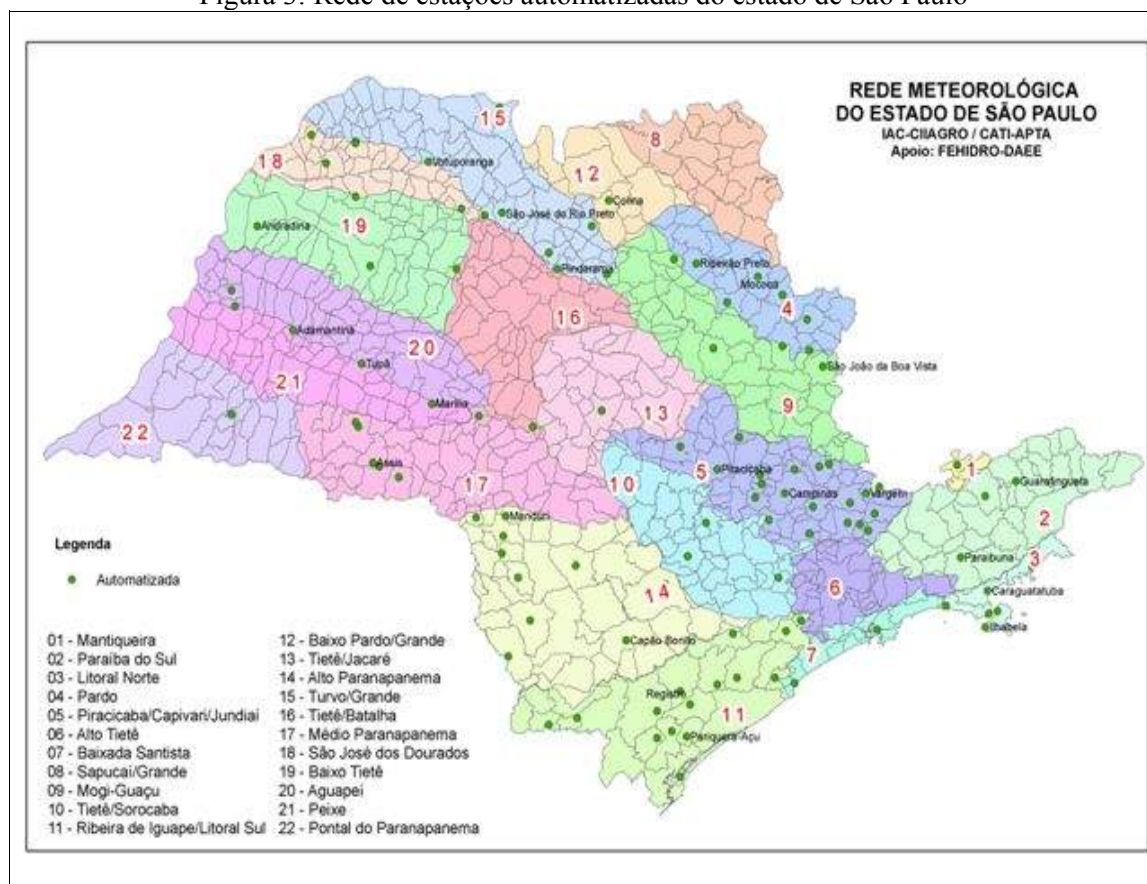 Figura 3: Rede de estações automatizadas do estado de São Paulo
REDE METEOROLÓGICA
DO ESTADO DE SÃO PAULO
IAC-CIIAGRO / CATI-APTA
Apoio: FEHIDRO-DAEE
15
8
18
Votuporanga
12
Colina
São José do Rio Preto
Andradina
19
Ribeirão Preto
Pindorama
Mococa
4
16
Adamantina
20
Tupã
São João da Boa Vista
21
Marília
9
13
22
Assis
5
Piracicaba
1
Guaratinguetá
17
10
Campinas
Vargem
2
Manduri
Legenda
Automatizada
Paraibuna
3
6
Caraguatatuba
14
Ilhabela
Capão Bonito
7
Registro
11
Pariquera-Açu
01 - Mantiqueira
02 - Paraíba do Sul
03 - Litoral Norte
04 - Pardo
05 - Piracicaba/Capivari/Jundiaí
06 - Alto Tietê
07 - Baixada Santista
08 - Sapucaí/Grande
09 - Mogi-Guaçu
10 - Tietê/Sorocaba
11 - Ribeira de Iguape/Litoral Sul
12 - Baixo Pardo/Grande
13 - Tietê/Jacaré
14 - Alto Paranapanema
15 - Turvo/Grande
16 - Tietê/Batalha
17 - Médio Paranapanema
18 - São José dos Dourados
19 - Baixo Tietê
20 - Aguapeí
21 - Peixe
22 - Pontal do Paranapanema